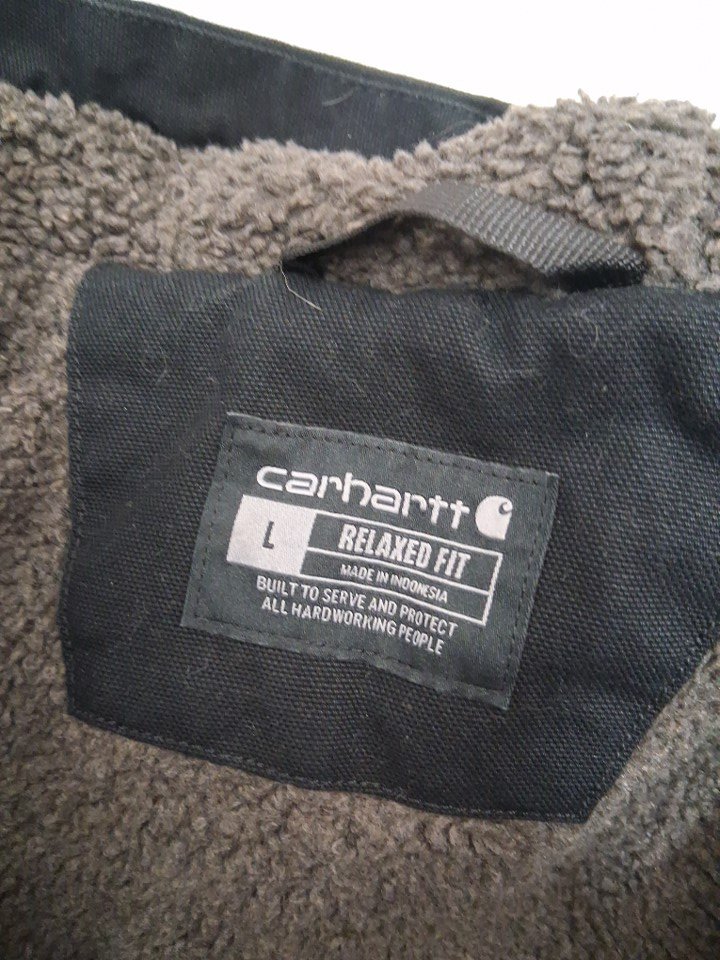 carhartt
L
RELAXED FIT
MADE IN INDONESIA
BUILT TO SERVE AND PROTECT
ALL HARDWORKING PEOPLE